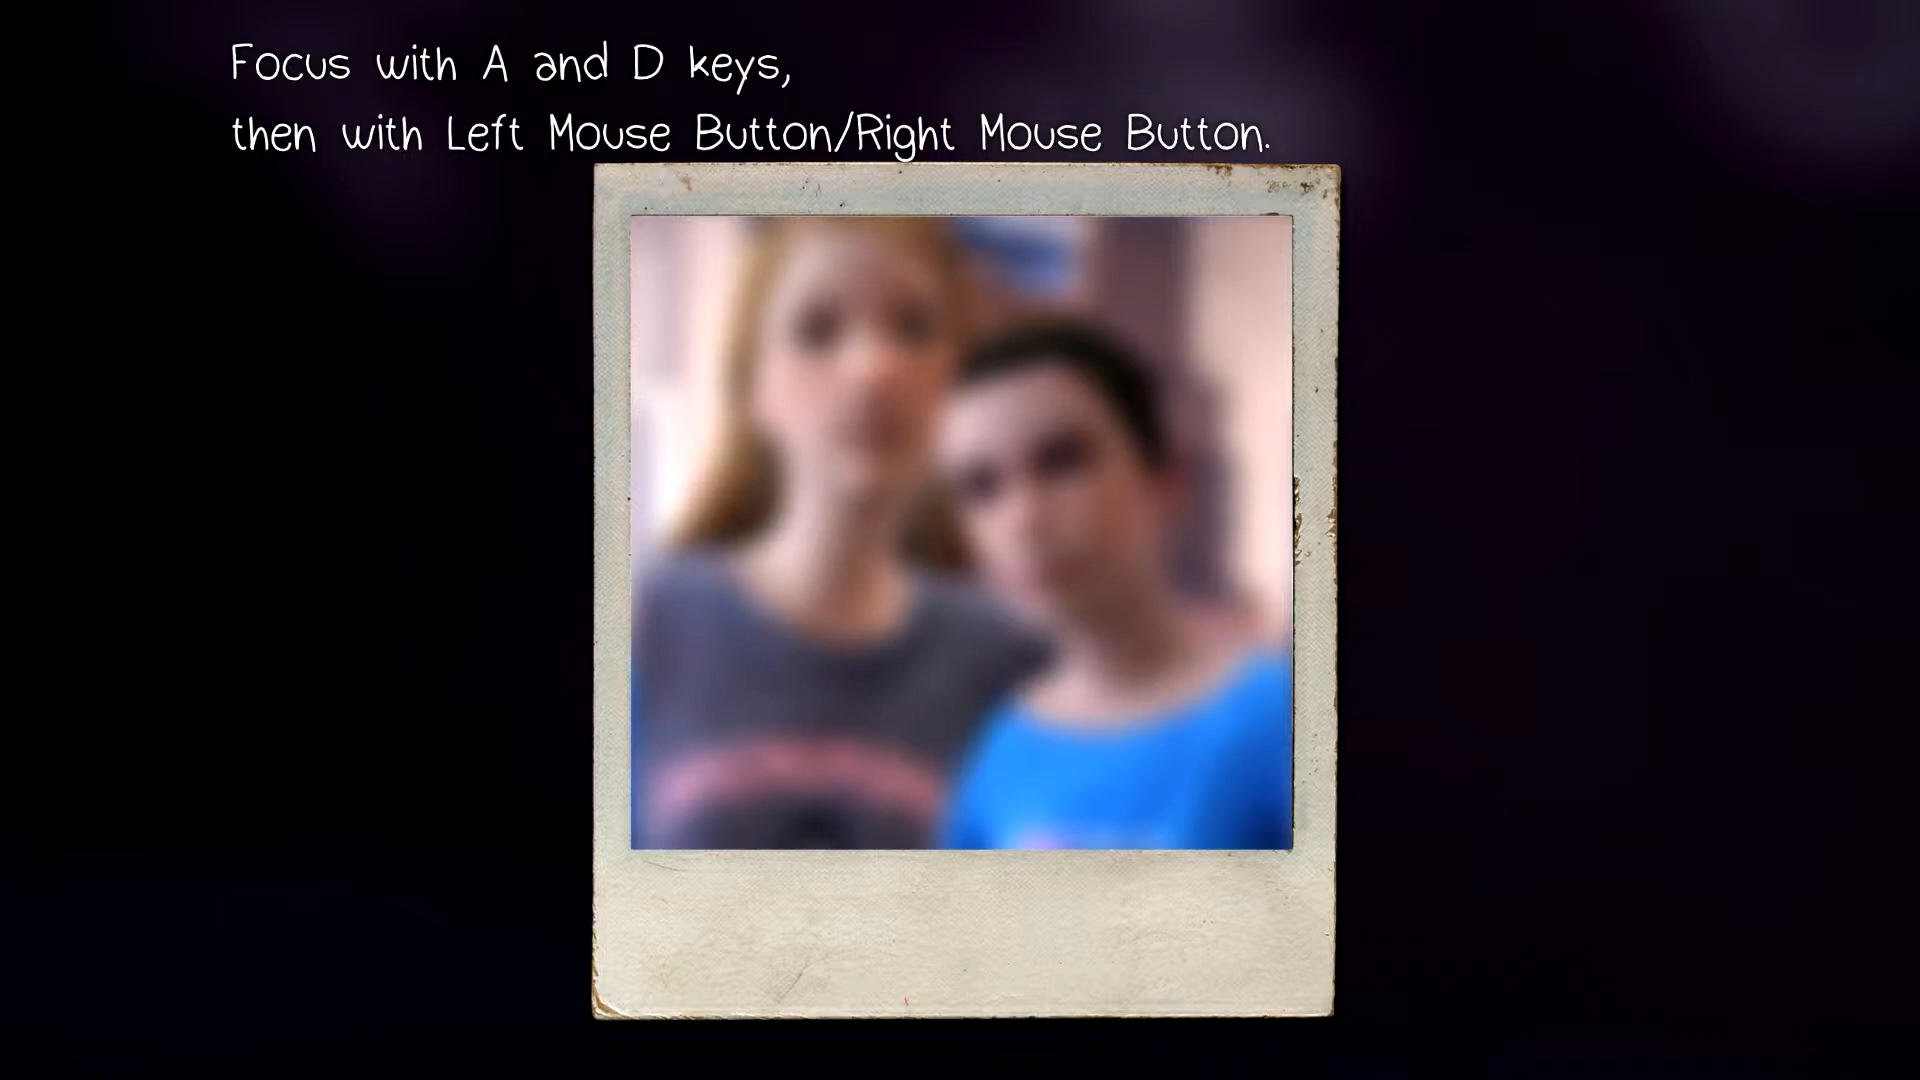 Focus with A and D keys,
then with Left Mouse Button/Right Mouse Button.